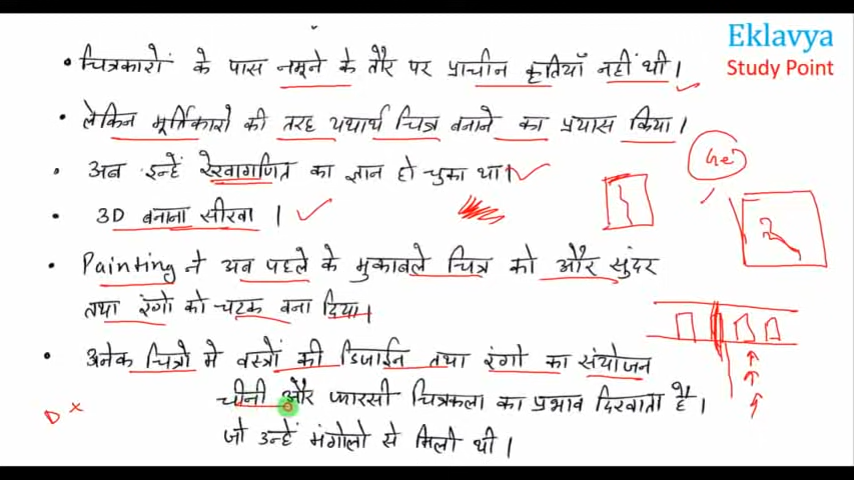 Eklavya
Study Point
• चित्रकारों के पास नमूने के तौर पर प्राचीन कृतियाँ नहीं थी।
• लेकिन मूर्तिकारो की तरह यथार्थ चित्र बनाने का प्रयास किया।
• अब इन्हें रेखागणित का ज्ञान हो चुका था।
• 3D बनाना सीखा।
• Painting ने अब पहले के मुकाबले चित्र को और सुंदर
तथा रंगो को चटक बना दिया।
• अनेक चित्रो मे वस्त्रों की डिजाईन तथा रंगो का संयोजन
चीनी और फारसी चित्रकला का प्रभाव दिखाता है।
जो उन्हें मंगोलो से मिली थी।